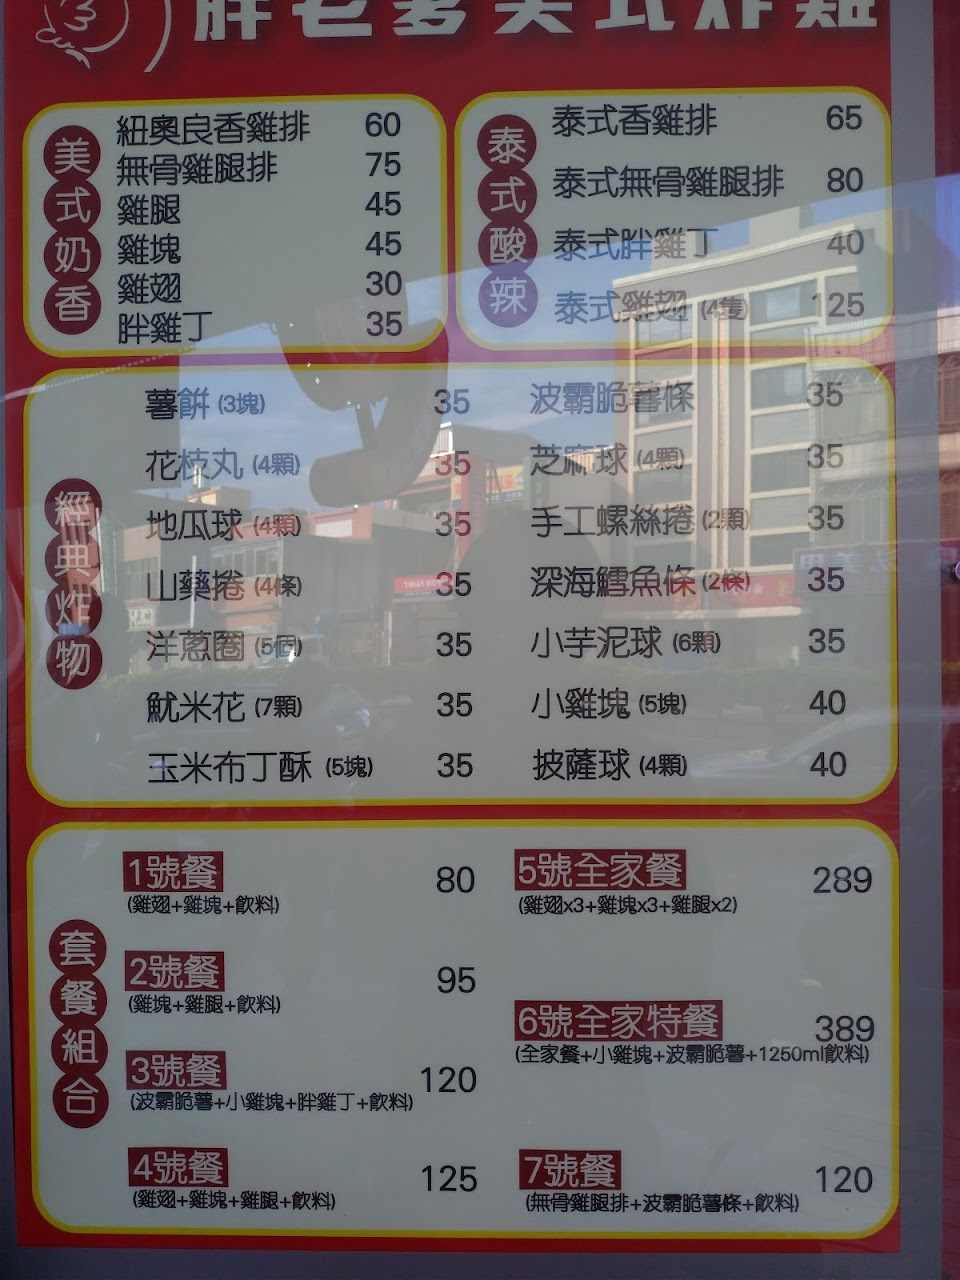 胖老爹美式炸雞
美式奶香
紐奧良香雞排 60
無骨雞腿排 75
雞腿 45
雞塊 45
雞翅 30
胖雞丁 35
泰式酸辣
泰式香雞排 65
泰式無骨雞腿排 80
泰式胖雞丁 40
泰式雞翅 (4隻) 125
經典炸物
薯餅 (3塊) 35
花枝丸 (4顆) 35
地瓜球 (4顆) 35
山藥捲 (4條) 35
洋蔥圈 (5個) 35
魷米花 (7顆) 35
玉米布丁酥 (5塊) 35
波霸脆薯條 35
芝麻球 (4顆) 35
手工螺絲捲 (2顆) 35
深海鱈魚條 (2條) 35
小芋泥球 (6顆) 35
小雞塊 (5塊) 40
披薩球 (4顆) 40
套餐組合
1號餐 80
(雞翅+雞塊+飲料)
2號餐 95
(雞塊+雞腿+飲料)
3號餐 120
(波霸脆薯+小雞塊+胖雞丁+飲料)
4號餐 125
(雞翅+雞塊+雞腿+飲料)
5號全家餐 289
(雞翅x3+雞塊x3+雞腿x2)
6號全家特餐 389
(全家餐+小雞塊+波霸脆薯+1250ml飲料)
7號餐 120
(無骨雞腿排+波霸脆薯條+飲料)